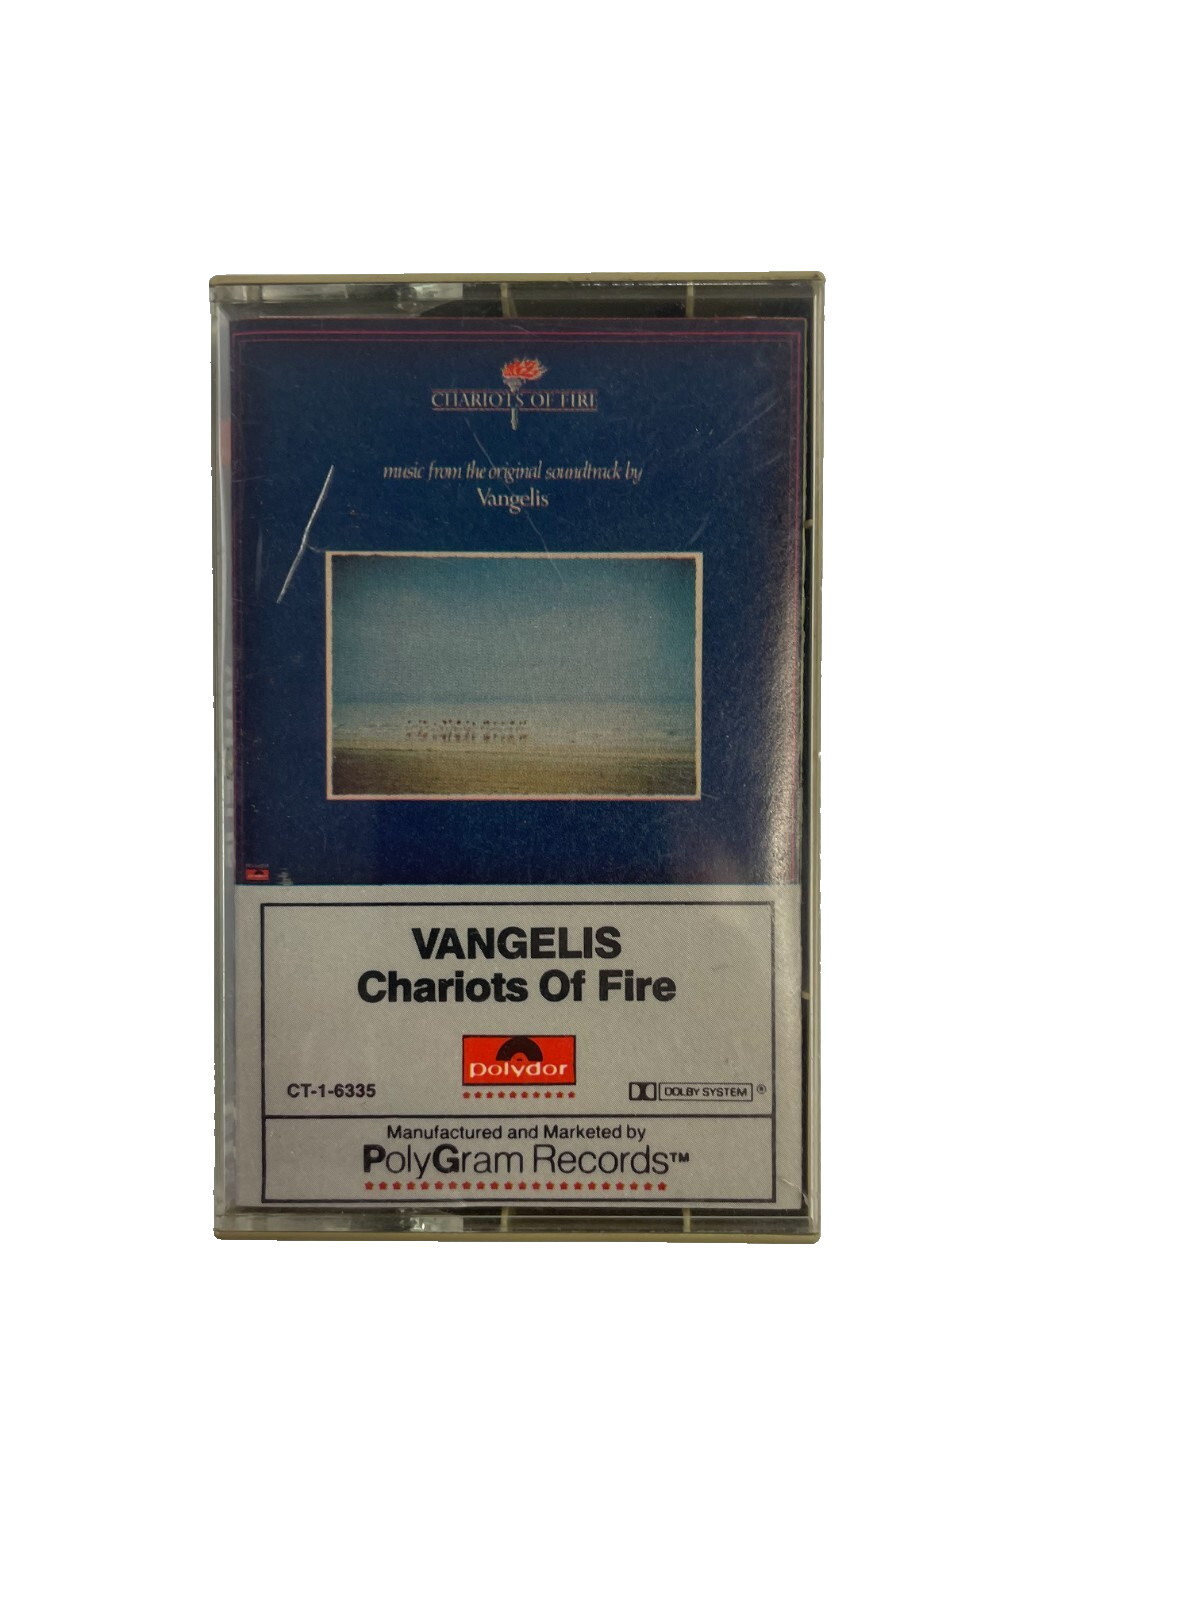 CHARIOTS OF FIRE
music from the original soundtrack by
Vangelis
VANGELIS
Chariots Of Fire
polydor
CT-1-6335
DOLBY SYSTEM ®
Manufactured and Marketed by
PolyGram Records™